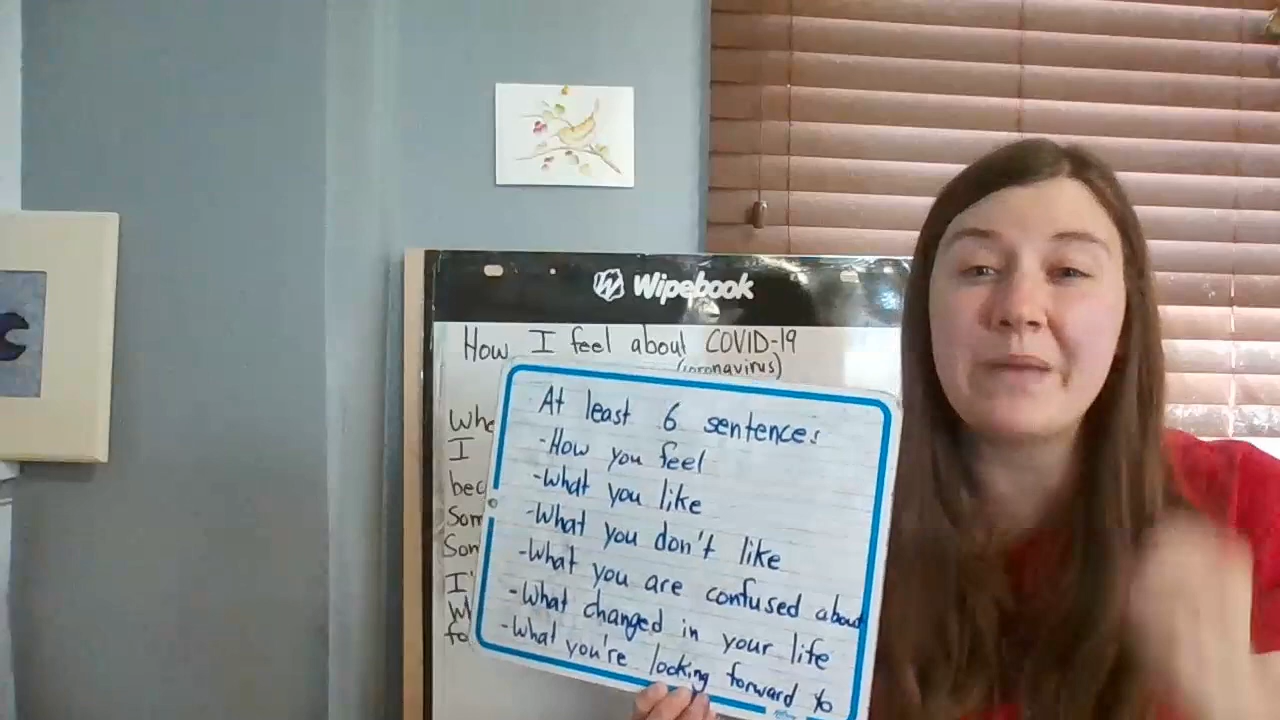 Wipebook
How I feel about COVID-19
(coronavirus)
At least 6 sentences
-How you feel
-What you like
-What you don't like
-What you are confused about
-What changed in your life
-What you're looking forward to
I
I'